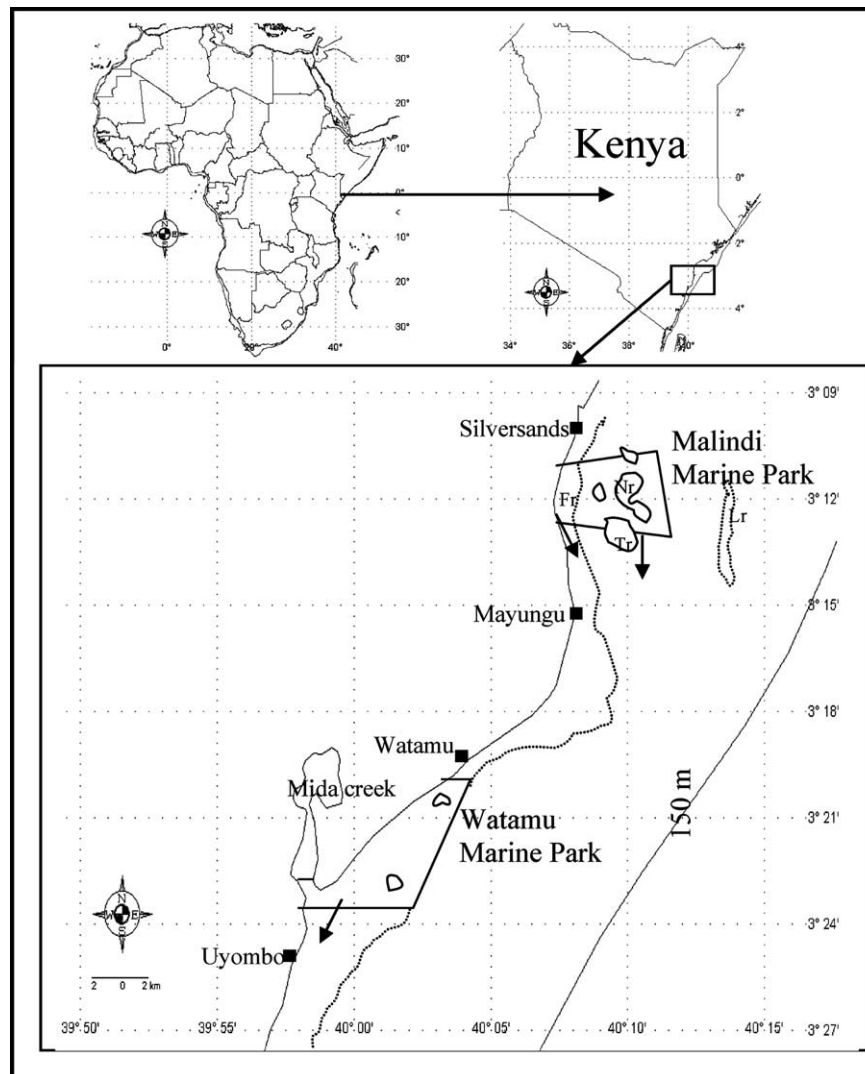 30°
20°
10°
0°
10°
20°
30°
0°
20°
40°
N
W E
S
Kenya
4°
2°
0°
2°
4°
34°
36°
38°
40°
N
W E
S
Silversands
Malindi
Marine Park
Fr
Nr
Tr
Lr
Mayungu
Watamu
Mida creek
Watamu
Marine Park
150 m
N
W E
S
Uyombo
2 0 2 km
3° 09'
3° 12'
3° 15'
3° 18'
3° 21'
3° 24'
3° 27'
39° 50'
39° 55'
40° 00'
40° 05'
40° 10'
40° 15'